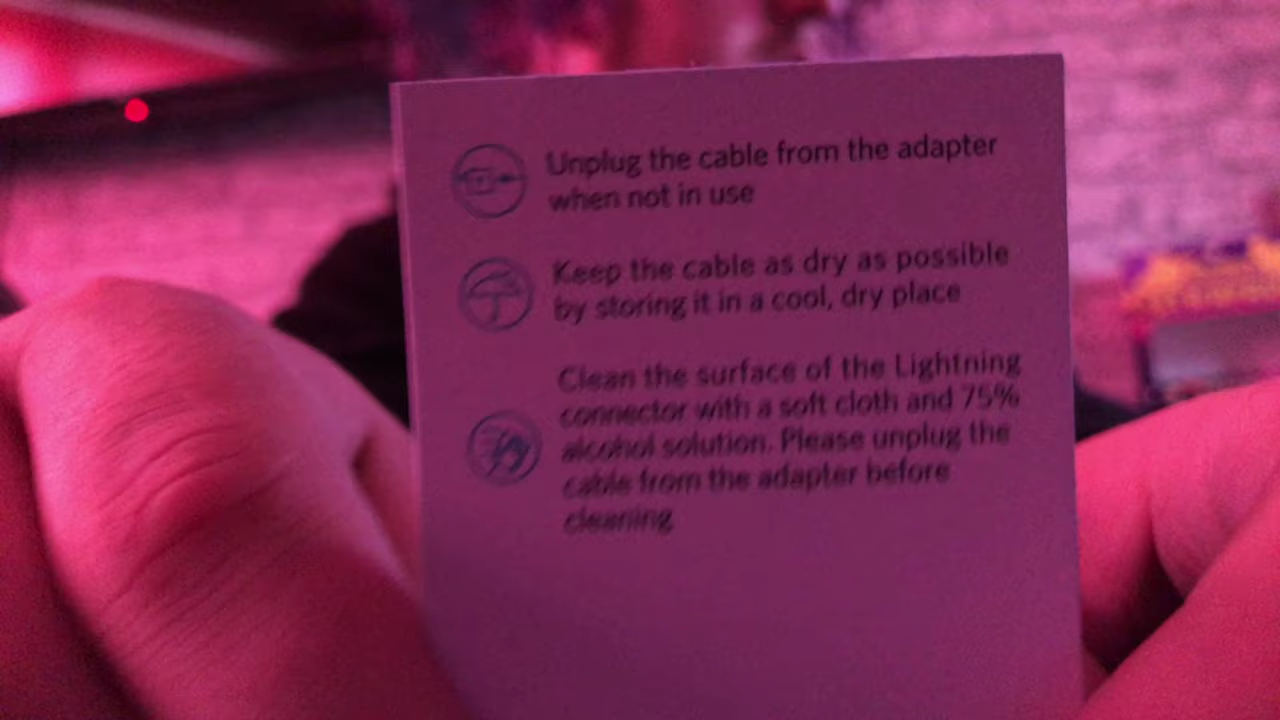 Unplug the cable from the adapter
when not in use
Keep the cable as dry as possible
by storing it in a cool, dry place
Clean the surface of the Lightning
connector with a soft cloth and 75%
alcohol solution. Please unplug the
cable from the adapter before
cleaning